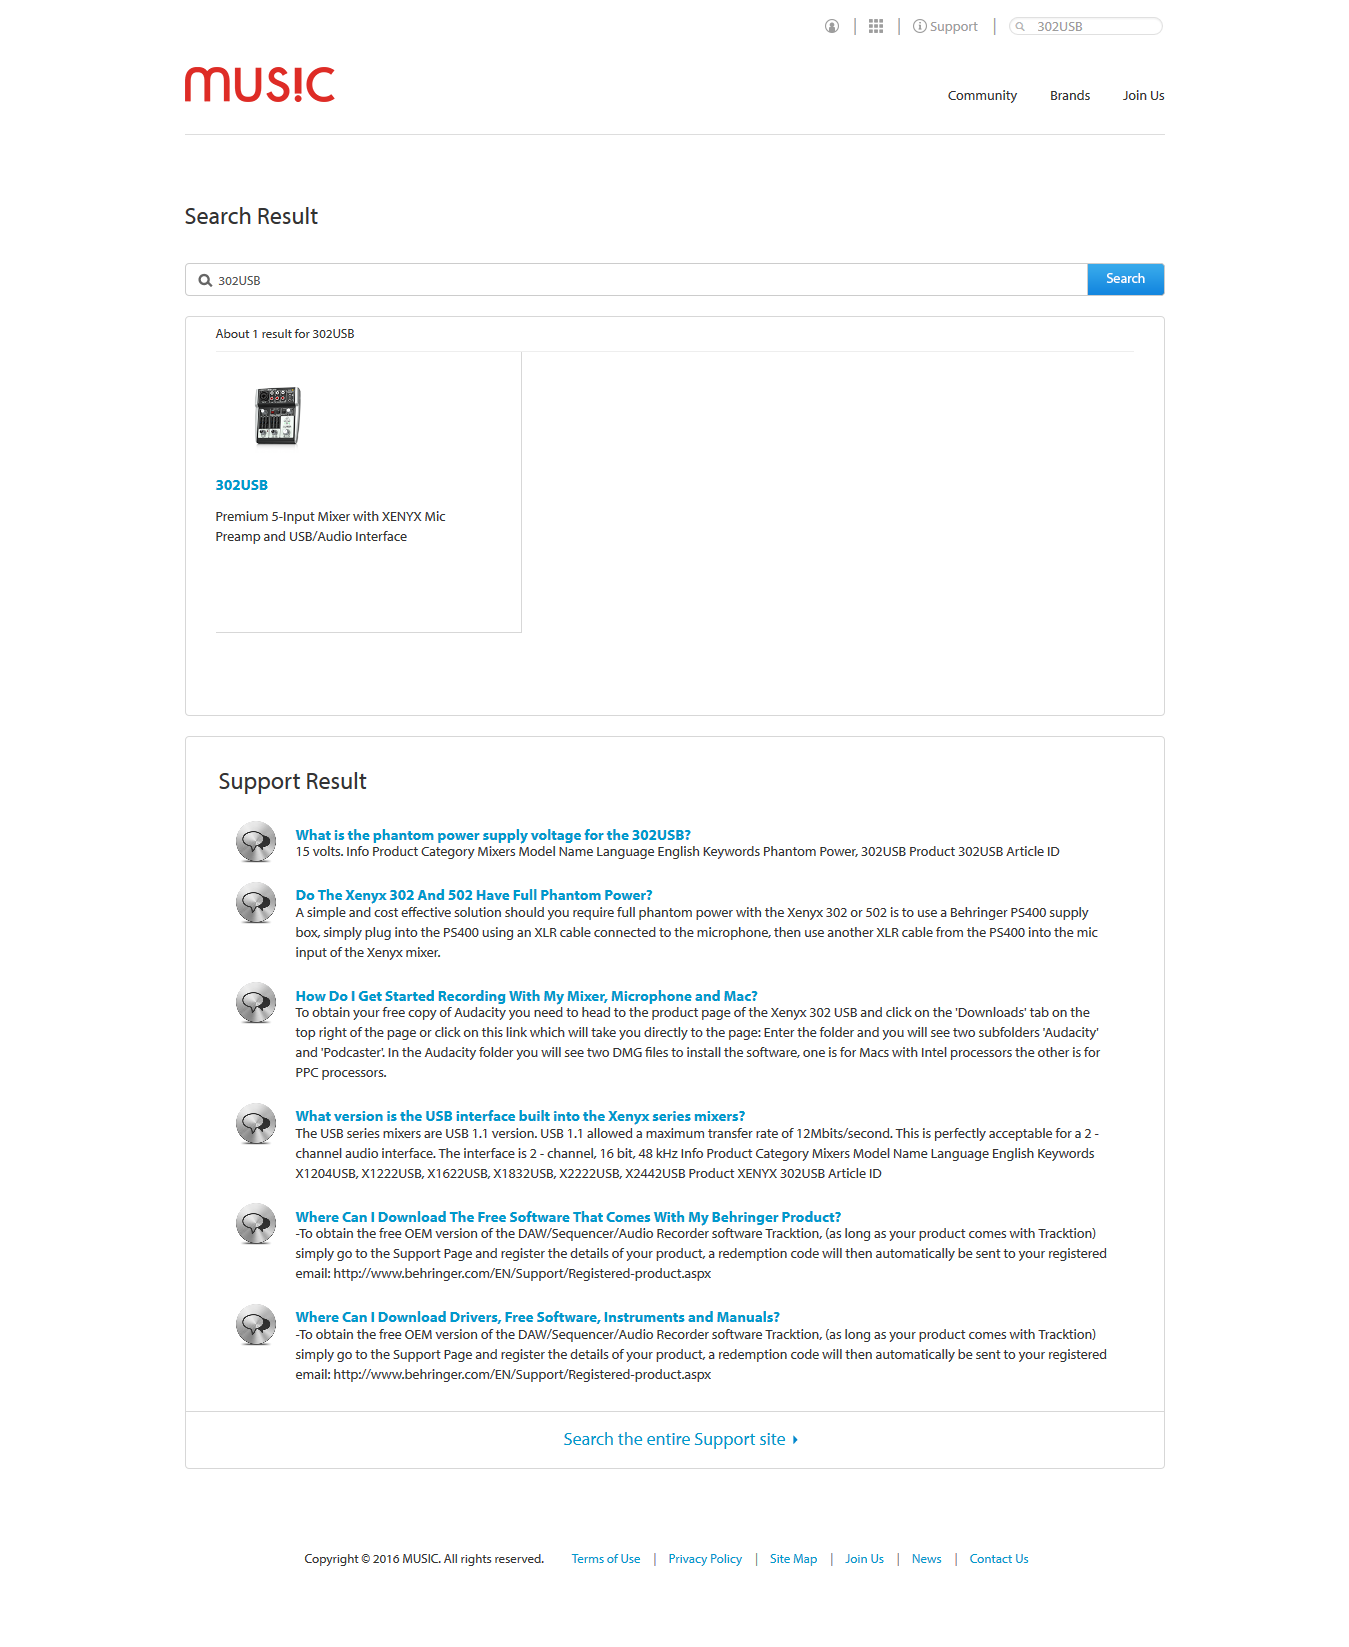 Support
302USB
mus!c
Community Brands Join Us
Search Result
302USB
Search
About 1 result for 302USB
302USB
Premium 5-Input Mixer with XENYX Mic
Preamp and USB/Audio Interface
Support Result
What is the phantom power supply voltage for the 302USB?
15 volts. Info Product Category Mixers Model Name Language English Keywords Phantom Power, 302USB Product 302USB Article ID
Do The Xenyx 302 And 502 Have Full Phantom Power?
A simple and cost effective solution should you require full phantom power with the Xenyx 302 or 502 is to use a Behringer PS400 supply
box, simply plug into the PS400 using an XLR cable connected to the microphone, then use another XLR cable from the PS400 into the mic
input of the Xenyx mixer.
How Do I Get Started Recording With My Mixer, Microphone and Mac?
To obtain your free copy of Audacity you need to head to the product page of the Xenyx 302 USB and click on the 'Downloads' tab on the
top right of the page or click on this link which will take you directly to the page: Enter the folder and you will see two subfolders 'Audacity'
and 'Podcaster'. In the Audacity folder you will see two DMG files to install the software, one is for Macs with Intel processors the other is for
PPC processors.
What version is the USB interface built into the Xenyx series mixers?
The USB series mixers are USB 1.1 version. USB 1.1 allowed a maximum transfer rate of 12Mbits/second. This is perfectly acceptable for a 2 -
channel audio interface. The interface is 2 - channel, 16 bit, 48 kHz Info Product Category Mixers Model Name Language English Keywords
X1204USB, X1222USB, X1622USB, X1832USB, X2222USB, X2442USB Product XENYX 302USB Article ID
Where Can I Download The Free Software That Comes With My Behringer Product?
-To obtain the free OEM version of the DAW/Sequencer/Audio Recorder software Tracktion, (as long as your product comes with Tracktion)
simply go to the Support Page and register the details of your product, a redemption code will then automatically be sent to your registered
email: http://www.behringer.com/EN/Support/Registered-product.aspx
Where Can I Download Drivers, Free Software, Instruments and Manuals?
-To obtain the free OEM version of the DAW/Sequencer/Audio Recorder software Tracktion, (as long as your product comes with Tracktion)
simply go to the Support Page and register the details of your product, a redemption code will then automatically be sent to your registered
email: http://www.behringer.com/EN/Support/Registered-product.aspx
Search the entire Support site
Copyright © 2016 MUSIC. All rights reserved. Terms of Use | Privacy Policy | Site Map | Join Us | News | Contact Us